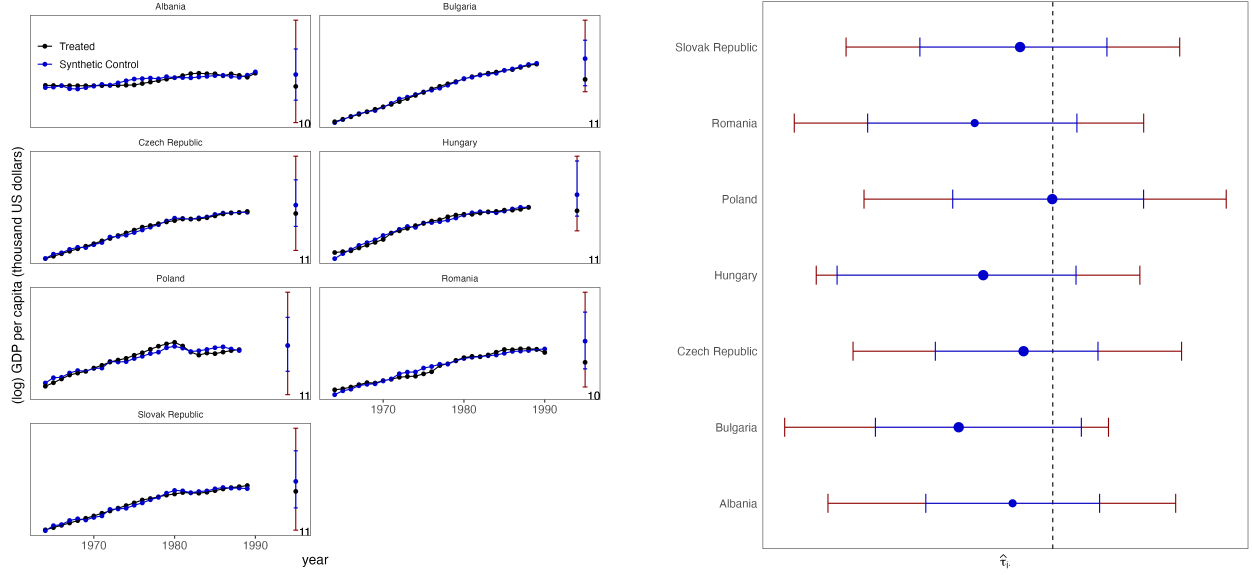 Albania
Bulgaria
Treated
Synthetic Control
10
11
Czech Republic
Hungary
11
11
Poland
Romania
11
10
1970
1980
1990
Slovak Republic
11
1970
1980
1990
year
(log) GDP per capita (thousand US dollars)
Slovak Republic
Romania
Poland
Hungary
Czech Republic
Bulgaria
Albania
τ̂ᵢ.